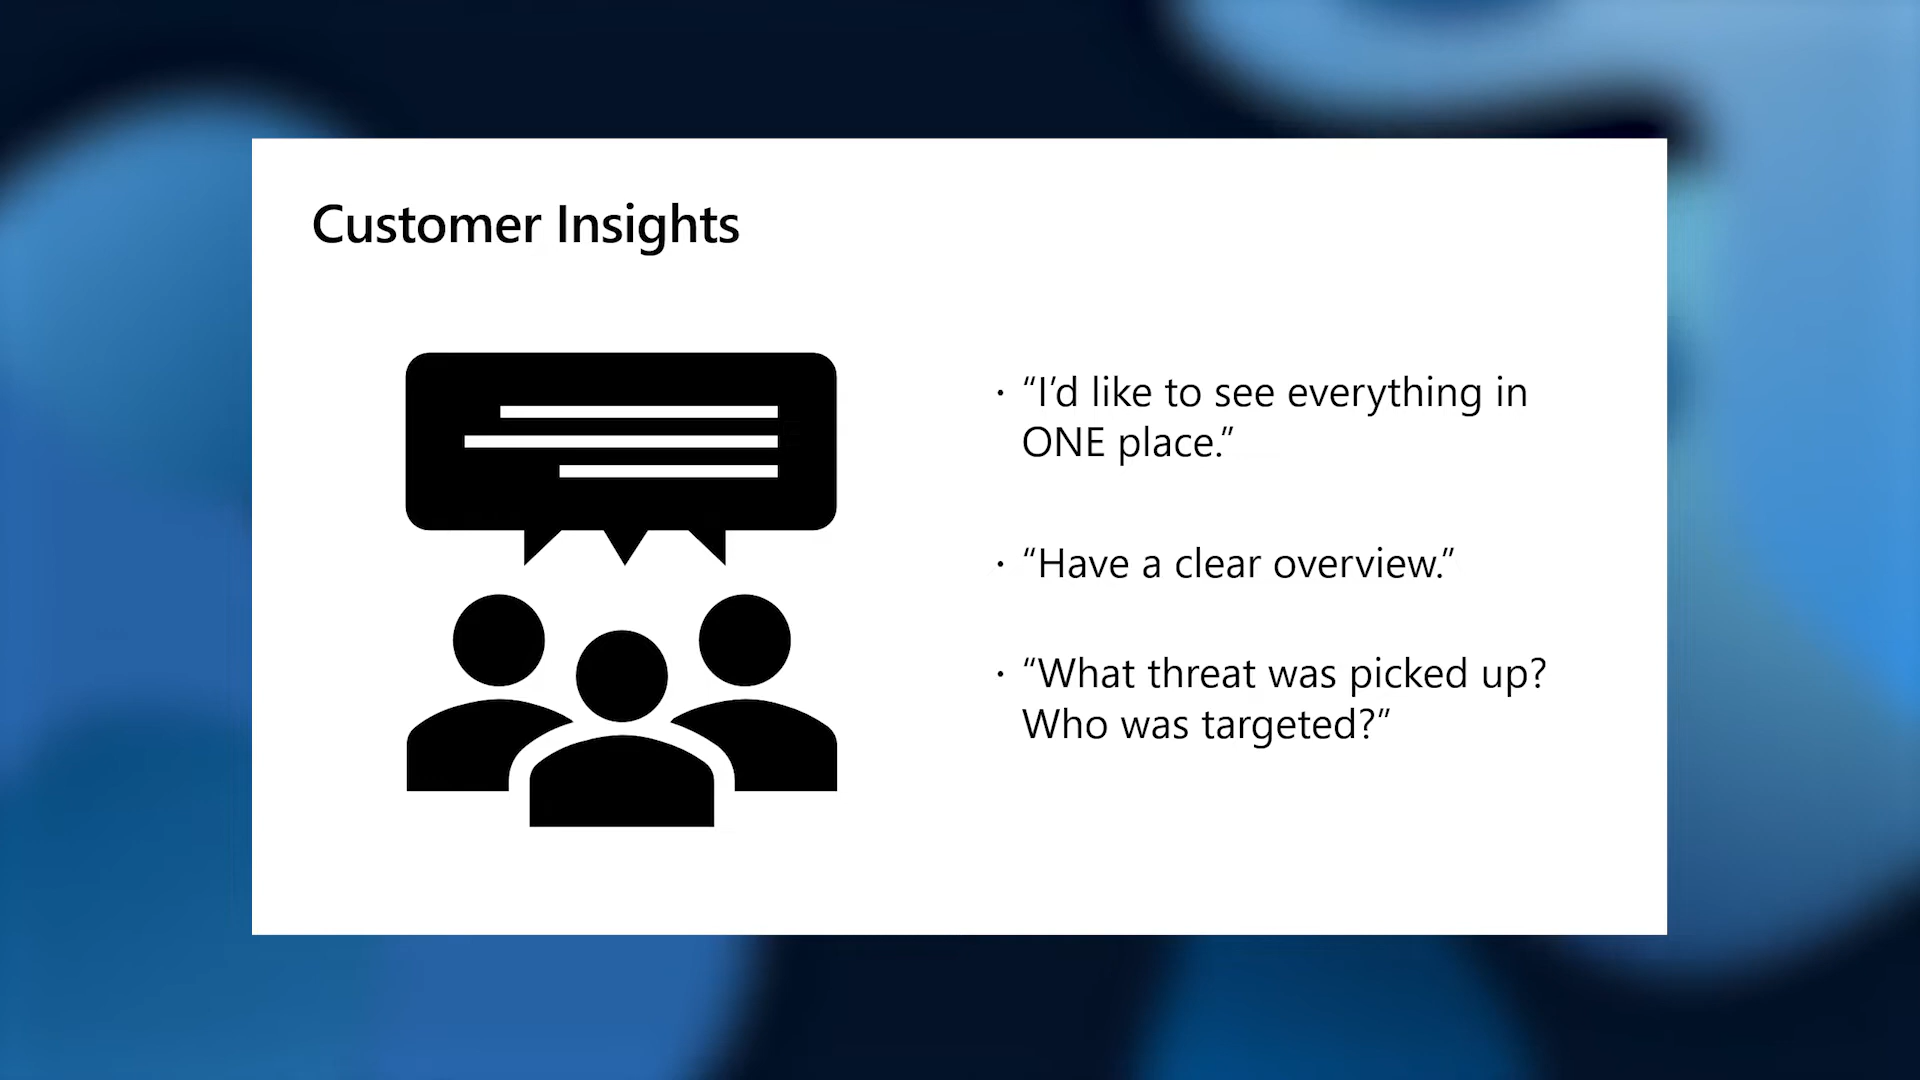 Customer Insights
· “I’d like to see everything in
ONE place.”
· “Have a clear overview.”
· “What threat was picked up?
Who was targeted?”